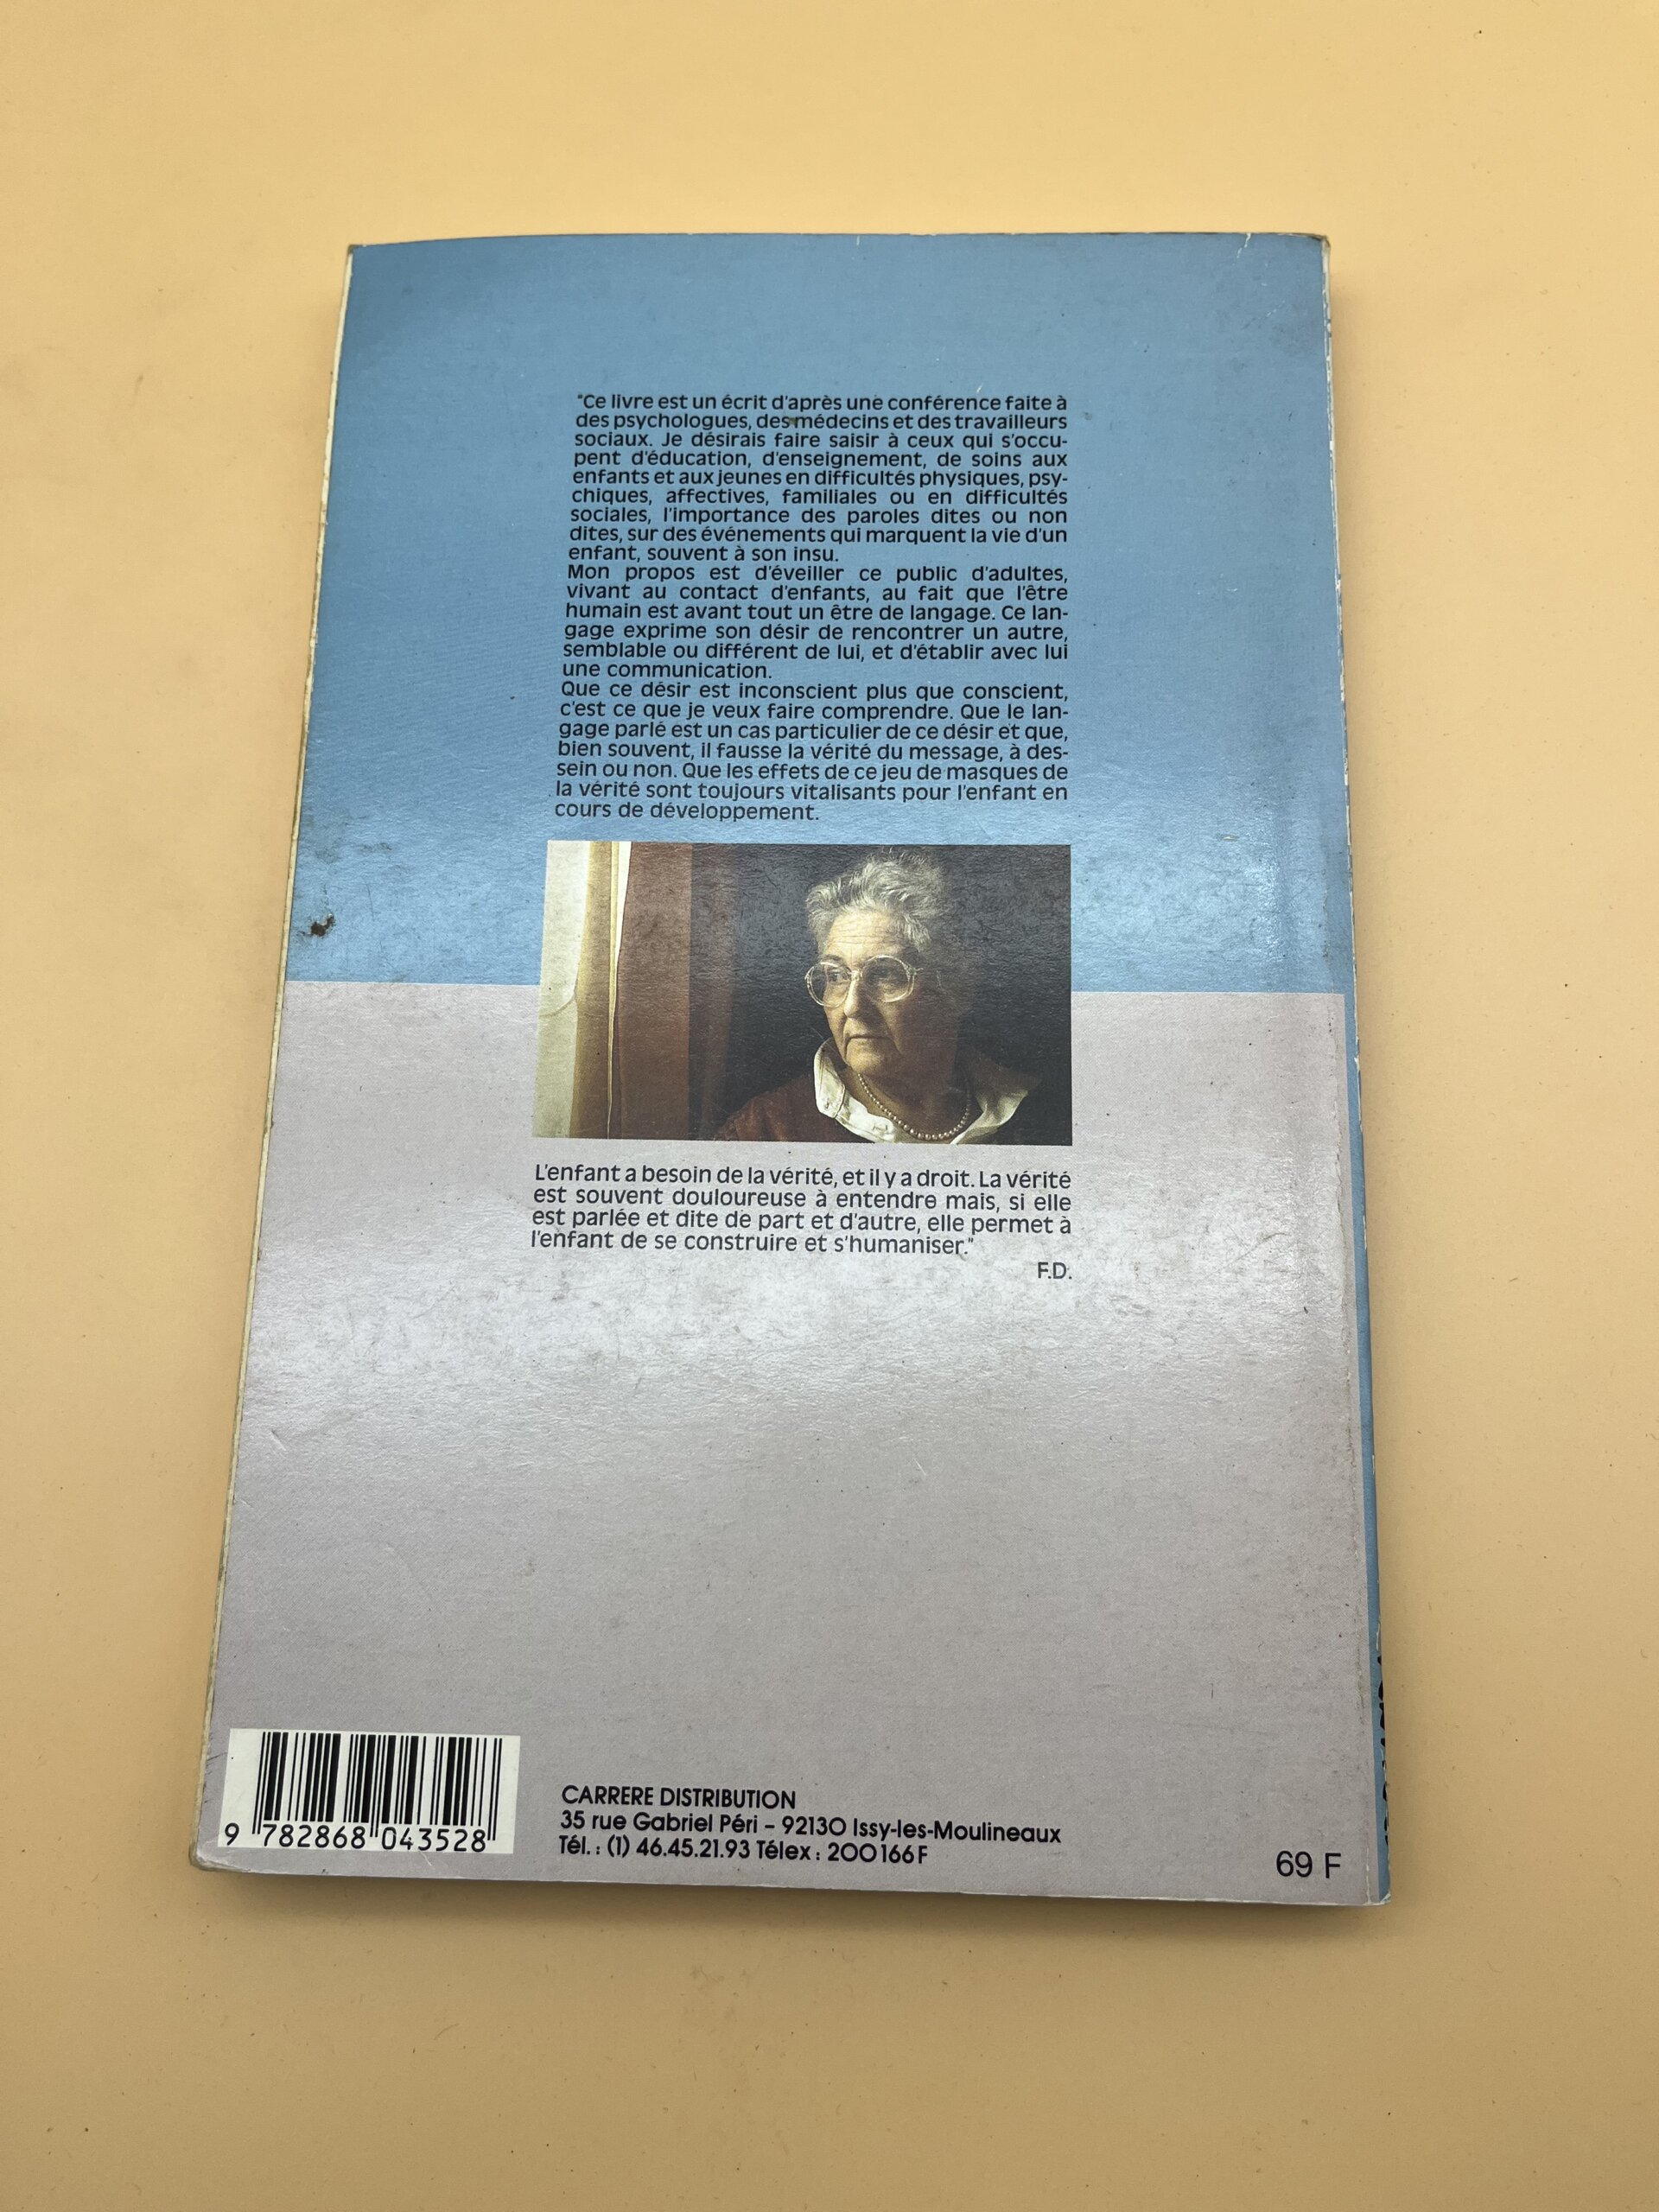 "Ce livre est un écrit d'après une conférence faite à
des psychologues, des médecins et des travailleurs
sociaux. Je désirais faire saisir à ceux qui s'occu-
pent d'éducation, d'enseignement, de soins aux
enfants et aux jeunes en difficultés physiques, psy-
chiques, affectives, familiales ou en difficultés
sociales, l'importance des paroles dites ou non
dites, sur des événements qui marquent la vie d'un
enfant, souvent à son insu.
Mon propos est d'éveiller ce public d'adultes,
vivant au contact d'enfants, au fait que l'être
humain est avant tout un être de langage. Ce lan-
gage exprime son désir de rencontrer un autre,
semblable ou différent de lui, et d'établir avec lui
une communication.
Que ce désir est inconscient plus que conscient,
c'est ce que je veux faire comprendre. Que le lan-
gage parlé est un cas particulier de ce désir et que,
bien souvent, il fausse la vérité du message, à des-
sein ou non. Que les effets de ce jeu de masques de
la vérité sont toujours vitalisants pour l'enfant en
cours de développement.
L'enfant a besoin de la vérité, et il y a droit. La vérité
est souvent douloureuse à entendre mais, si elle
est parlée et dite de part et d'autre, elle permet à
l'enfant de se construire et s'humaniser."
F.D.
9 782868 043528
CARRERE DISTRIBUTION
35 rue Gabriel Péri – 92130 Issy-les-Moulineaux
Tél. : (1) 46.45.21.93 Télex : 200166 F
69 F